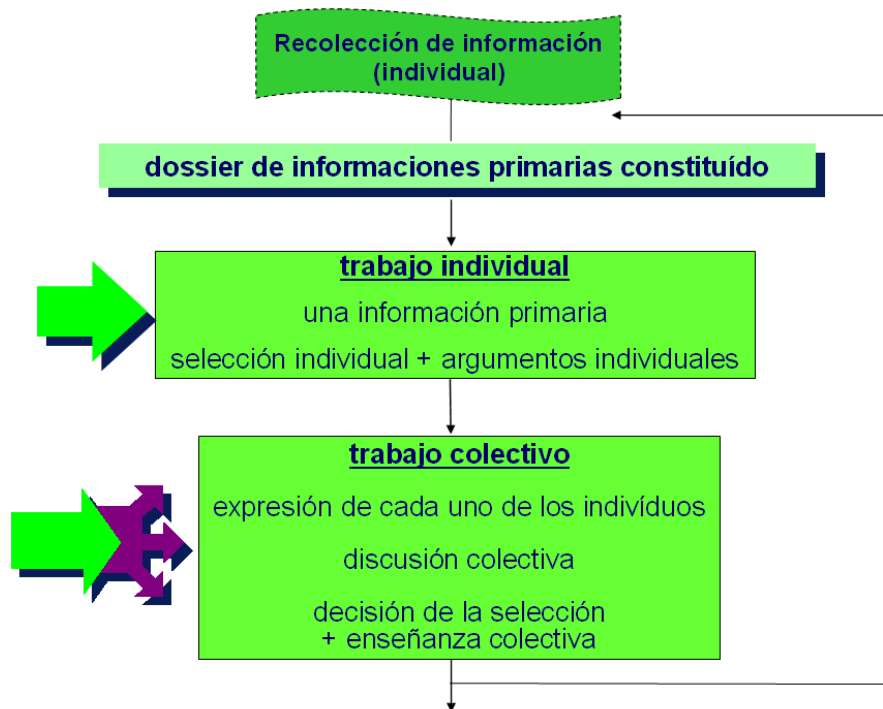 Recolección de información
(individual)
dossier de informaciones primarias constituído
trabajo individual
una información primaria
selección individual + argumentos individuales
trabajo colectivo
expresión de cada uno de los indivíduos
discusión colectiva
decisión de la selección
+ enseñanza colectiva